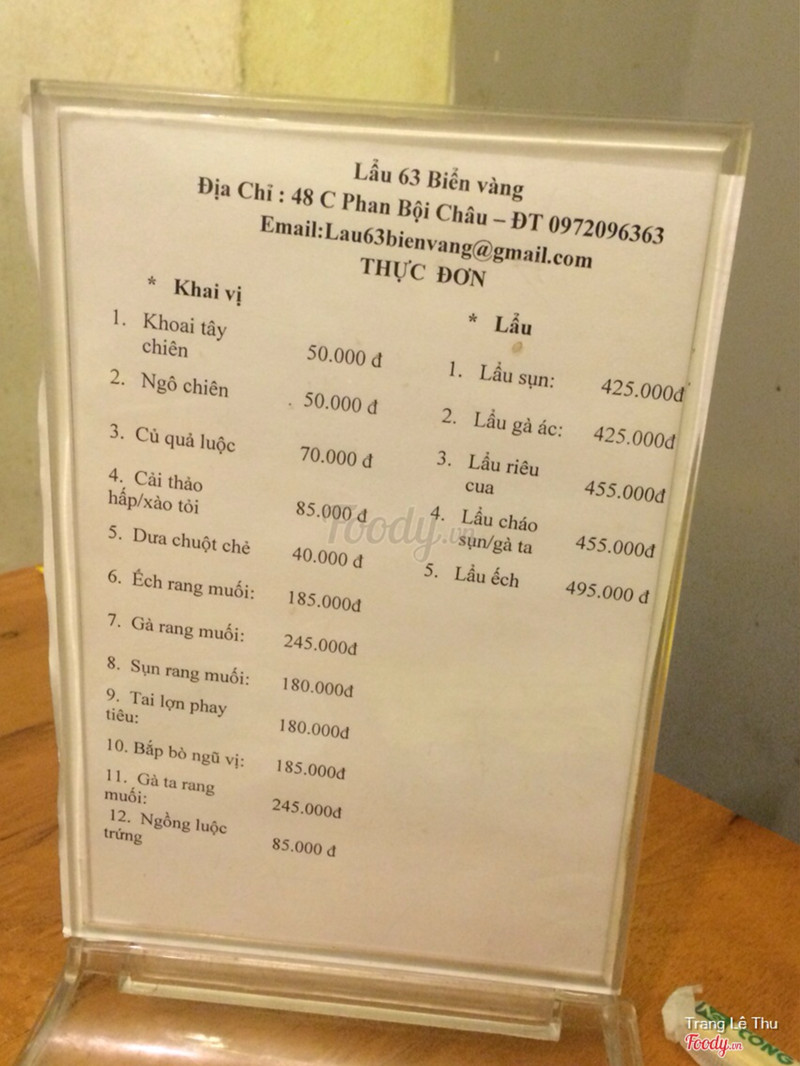 Lẩu 63 Biển vàng
Địa Chỉ : 48 C Phan Bội Châu – ĐT 0972096363
Email:Lau63bienvang@gmail.com
THỰC ĐƠN
* Khai vị
1. Khoai tây
chiên 50.000 đ
2. Ngô chiên 50.000 đ
3. Củ quả luộc 70.000 đ
4. Cải thảo
hấp/xào tỏi 85.000 đ
5. Dưa chuột chẻ 40.000 đ
6. Ếch rang muối: 185.000đ
7. Gà rang muối: 245.000đ
8. Sụn rang muối: 180.000đ
9. Tai lợn phay
tiêu: 180.000đ
10. Bắp bò ngũ vị: 185.000đ
11. Gà ta rang
muối: 245.000đ
12. Ngồng luộc
trứng 85.000 đ
* Lẩu
1. Lẩu sụn: 425.000đ
2. Lẩu gà ác: 425.000đ
3. Lẩu riêu
cua 455.000đ
4. Lẩu cháo
sụn/gà ta 455.000đ
5. Lẩu ếch 495.000 đ
Foody.vn
Trang Lê Thu
Foody.vn